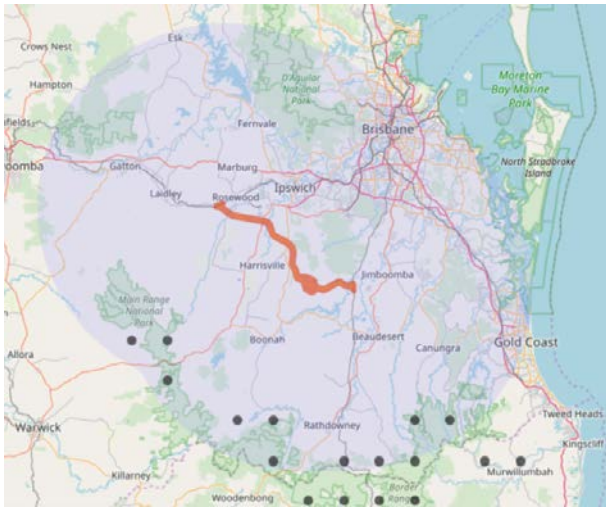 Esk
Crows Nest
D'Aguilar
National
Park
Moreton
Bay Marine
Park
Hampton
Fernvale
Brisbane
North Stradbroke
Island
Gatton
Marburg
Laidley
Rosewood
Ipswich
Harrisville
Jimboomba
Main Range
National
Park
Boonah
Beaudesert
Canungra
Gold Coast
Allora
Warwick
Rathdowney
Tweed Heads
Kingscliff
Killarney
Murwillumbah
Woodenbong
Border